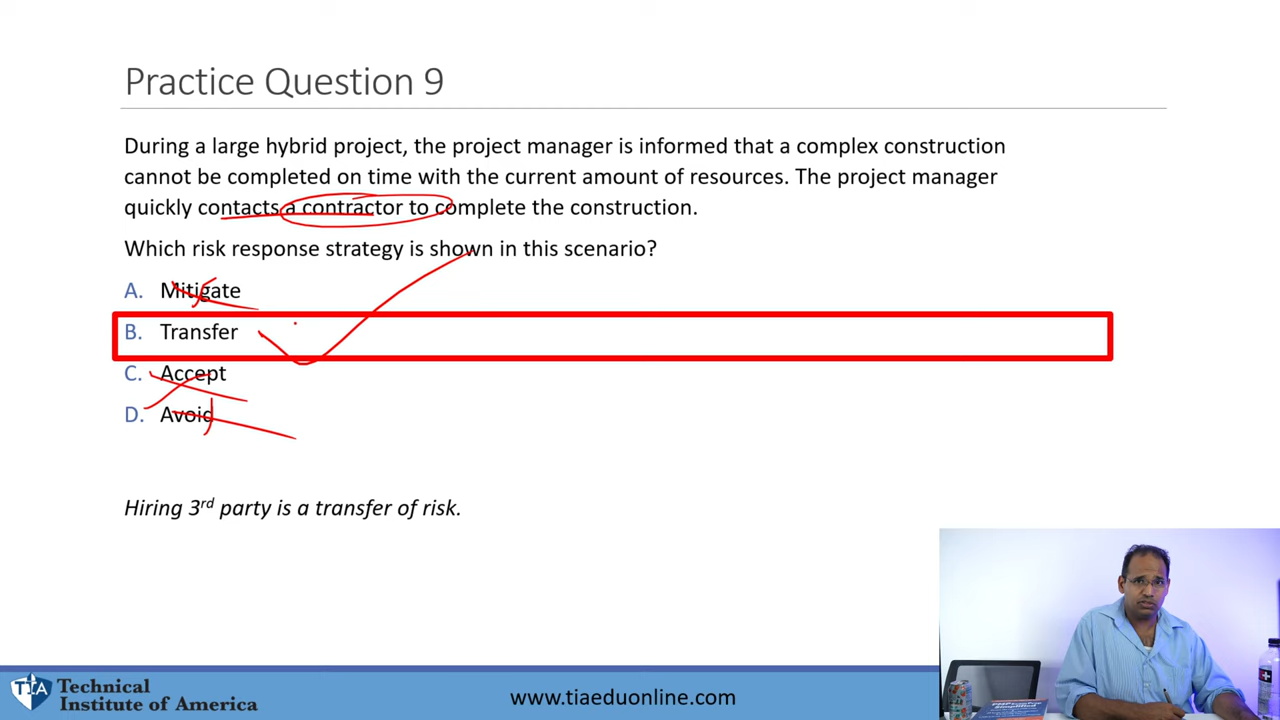 Practice Question 9
During a large hybrid project, the project manager is informed that a complex construction
cannot be completed on time with the current amount of resources. The project manager
quickly contacts a contractor to complete the construction.
Which risk response strategy is shown in this scenario?
A. Mitigate
B. Transfer
C. Accept
D. Avoid
Hiring 3rd party is a transfer of risk.
TIA Technical
Institute of America
www.tiaeduonline.com